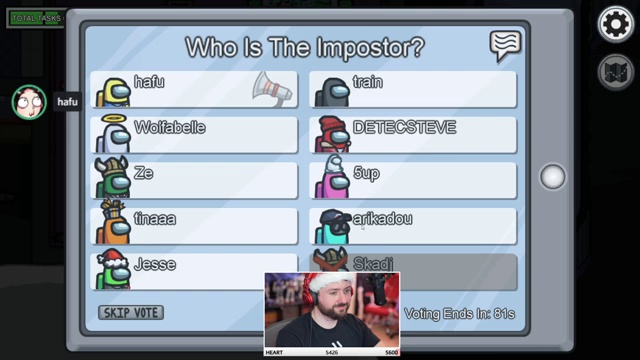 TOTAL TASKS
Who Is The Impostor?
hafu
train
hafu
Wolfabelle
DETECSTEVE
Ze
5up
tinaaa
arikadou
Jesse
Skadj
SKIP VOTE
Voting Ends In: 81s
HEART 5426 5600